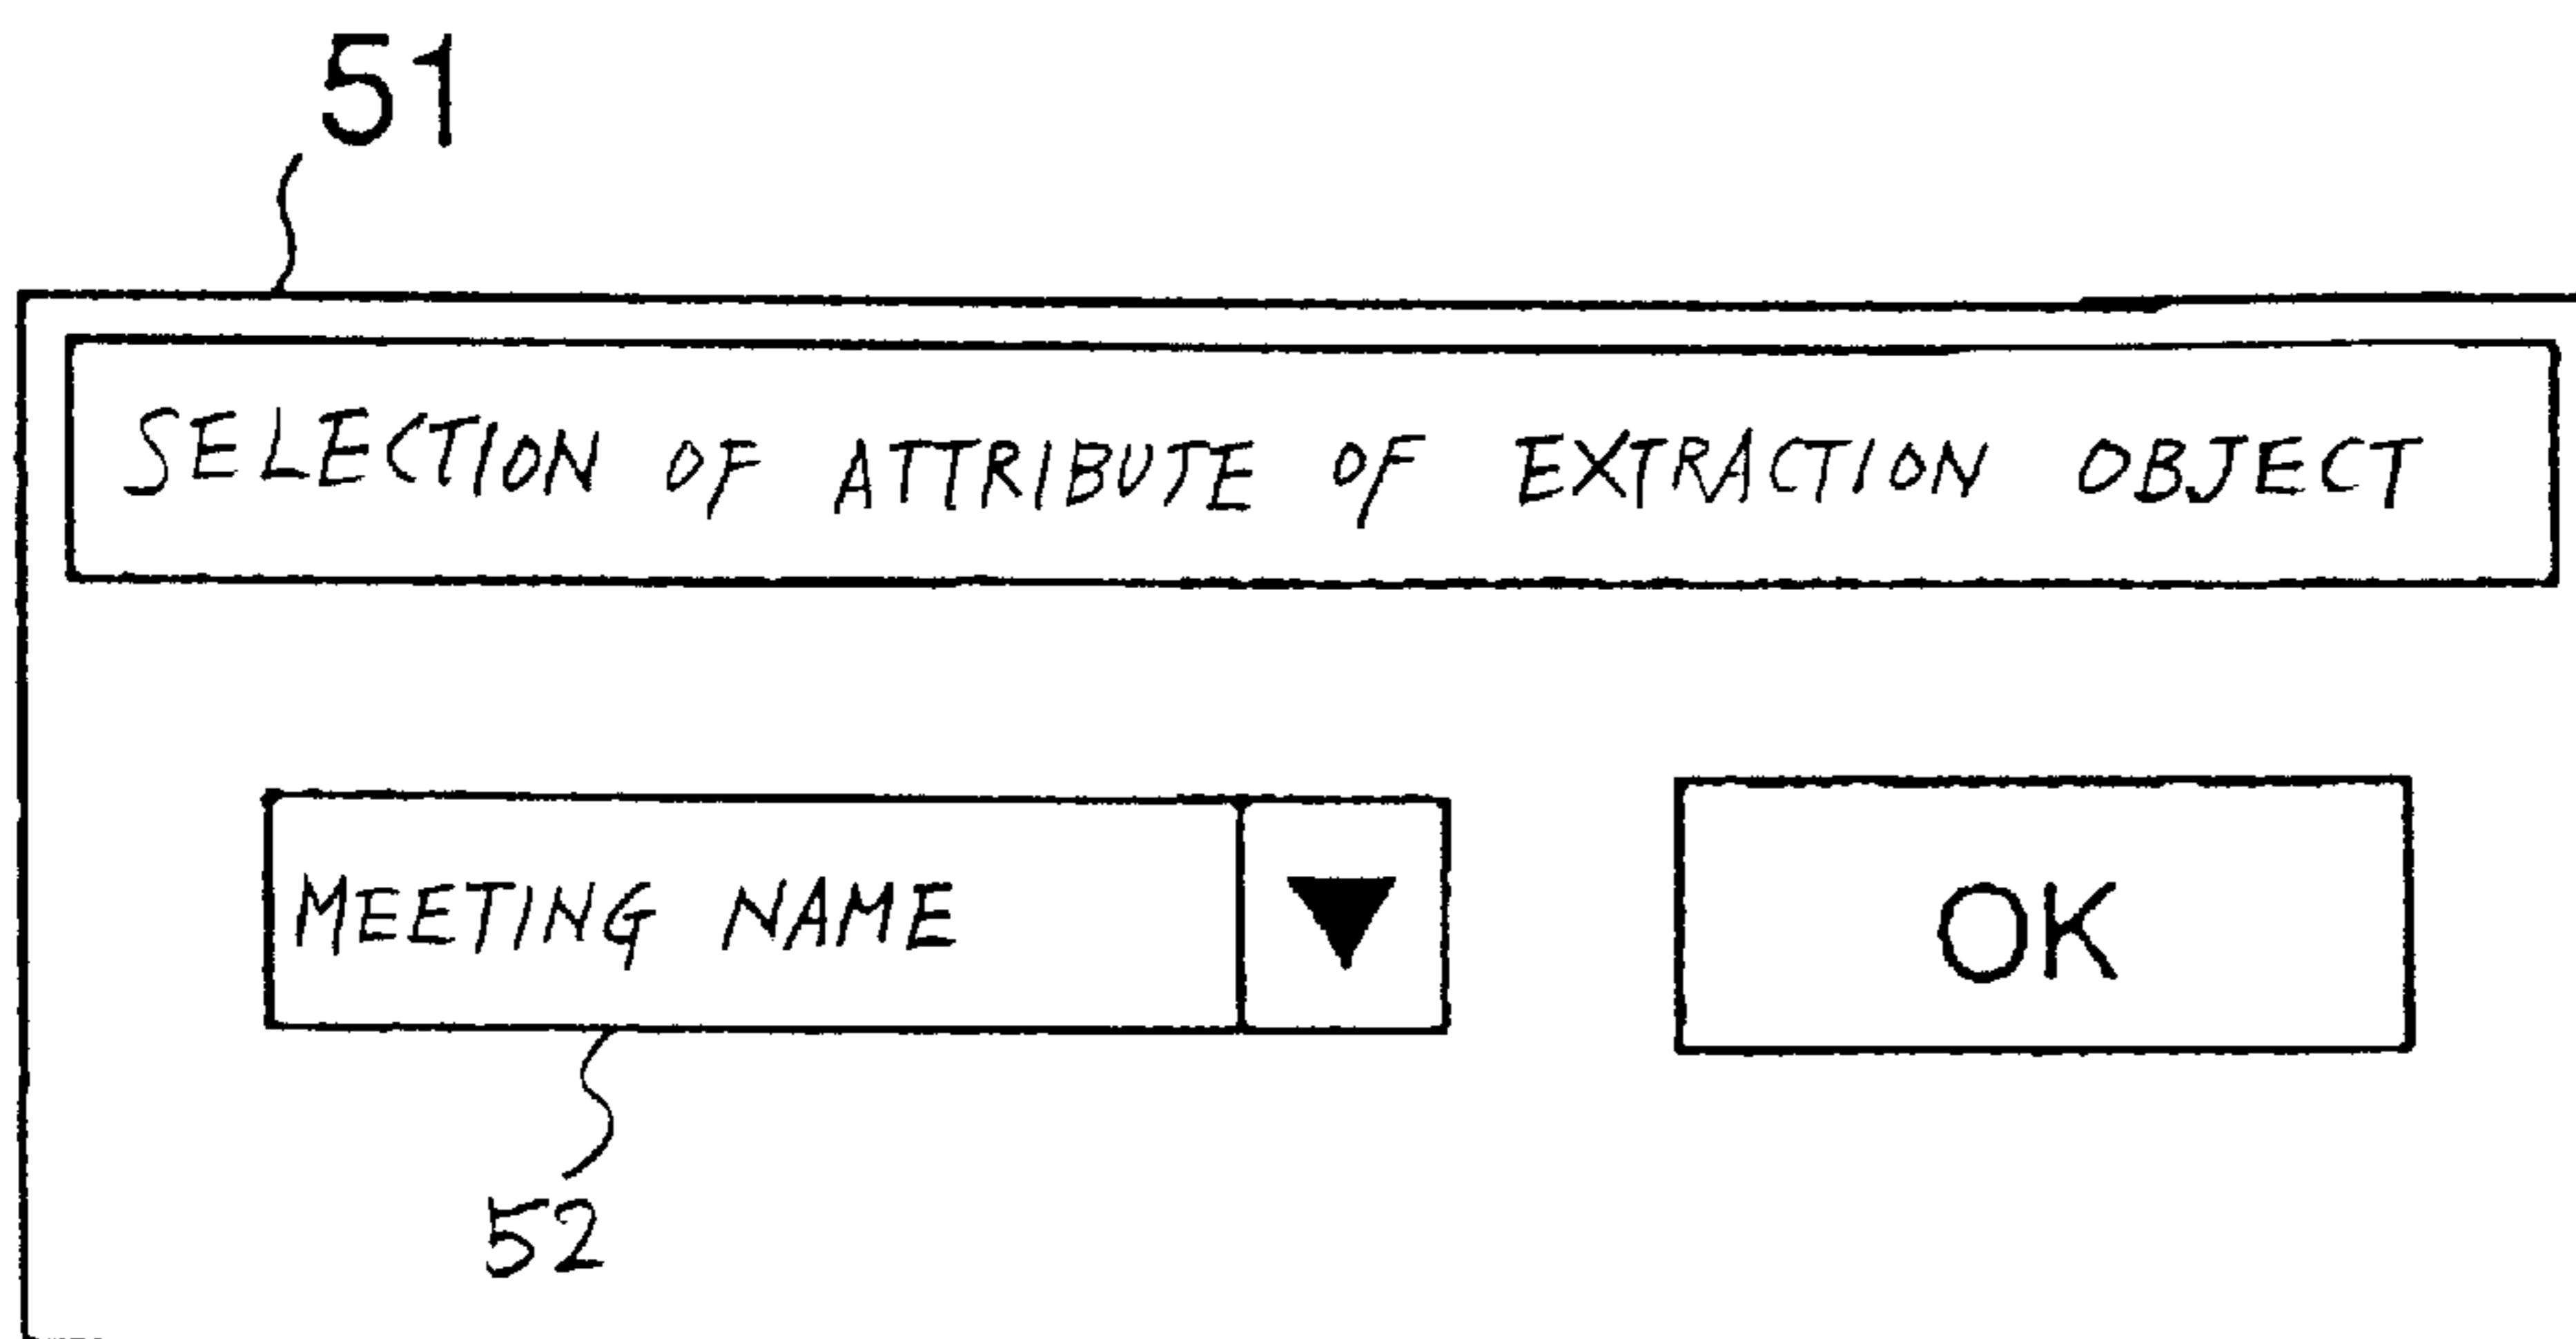 51
SELECTION OF ATTRIBUTE OF EXTRACTION OBJECT
MEETING NAME ▼ OK
52